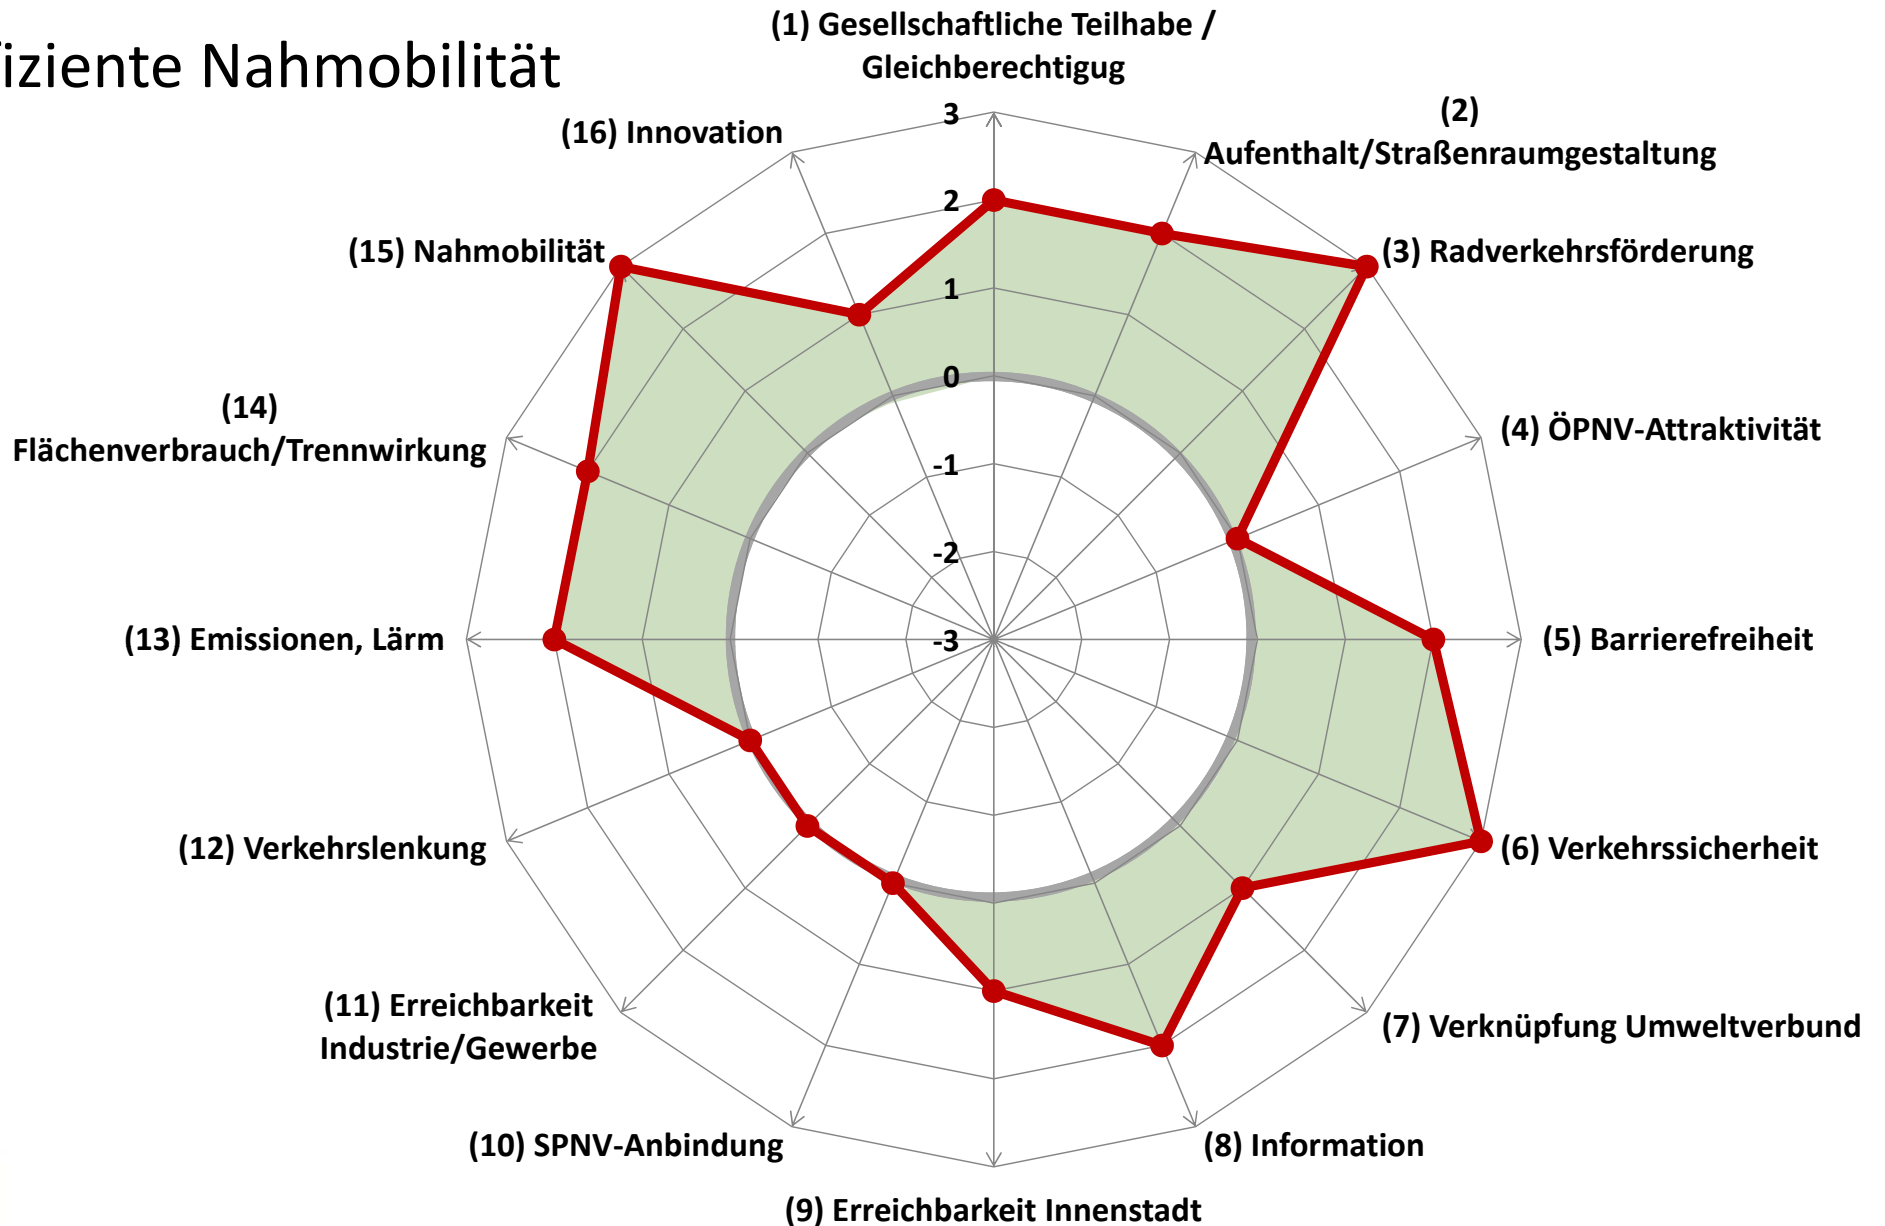 fiziente Nahmobilität
(1) Gesellschaftliche Teilhabe /
Gleichberechtigug
(2)
Aufenthalt/Straßenraumgestaltung
(3) Radverkehrsförderung
(4) ÖPNV-Attraktivität
(5) Barrierefreiheit
(6) Verkehrssicherheit
(7) Verknüpfung Umweltverbund
(8) Information
(9) Erreichbarkeit Innenstadt
(10) SPNV-Anbindung
(11) Erreichbarkeit
Industrie/Gewerbe
(12) Verkehrslenkung
(13) Emissionen, Lärm
(14)
Flächenverbrauch/Trennwirkung
(15) Nahmobilität
(16) Innovation
3
2
1
0
-1
-2
-3